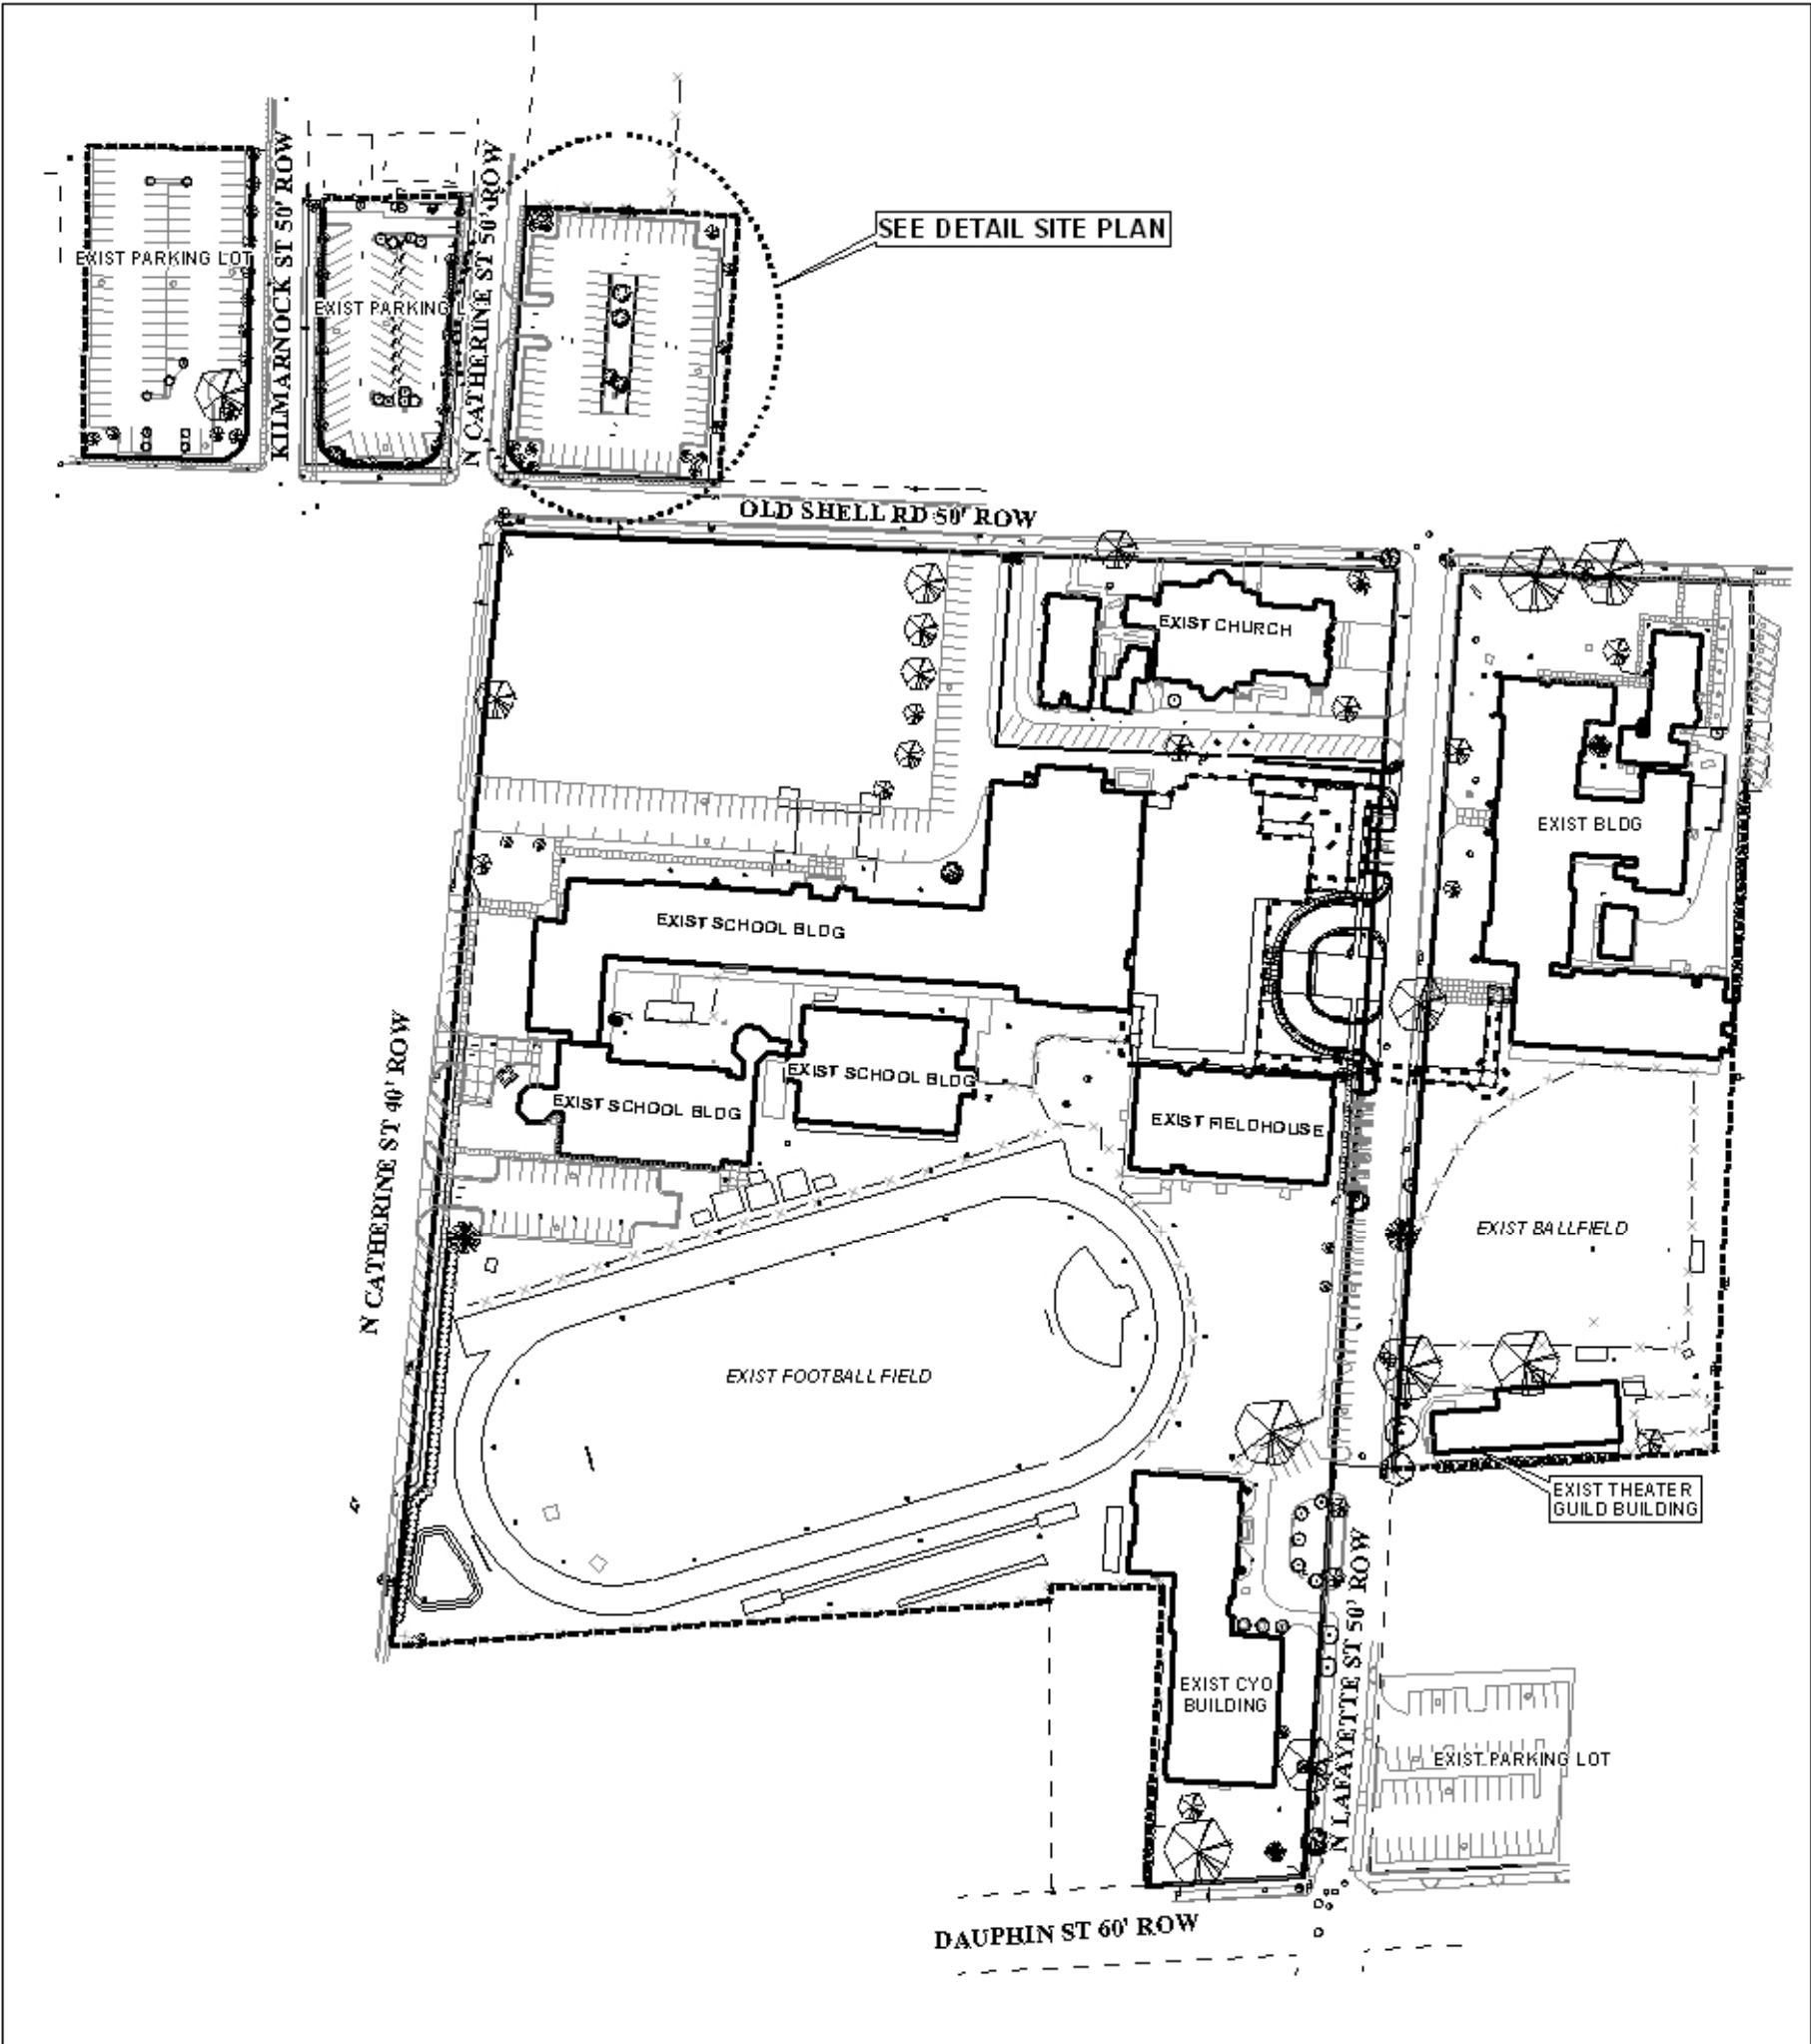 SEE DETAIL SITE PLAN
EXIST PARKING LOT
KILMARNOCK ST 50' ROW
EXIST PARKING L
N CATHERINE ST 50' ROW
OLD SHELL RD 50' ROW
EXIST CHURCH
EXIST BLDG
EXIST SCHOOL BLDG
EXIST SCHOOL BLDG
EXIST SCHOOL BLDG
EXIST FIELDHOUSE
N CATHERINE ST 40' ROW
EXIST BALLFIELD
EXIST FOOTBALL FIELD
EXIST THEATER
GUILD BUILDING
EXIST CYO
BUILDING
N LAFAYETTE ST 50' ROW
EXIST PARKING LOT
DAUPHIN ST 60' ROW